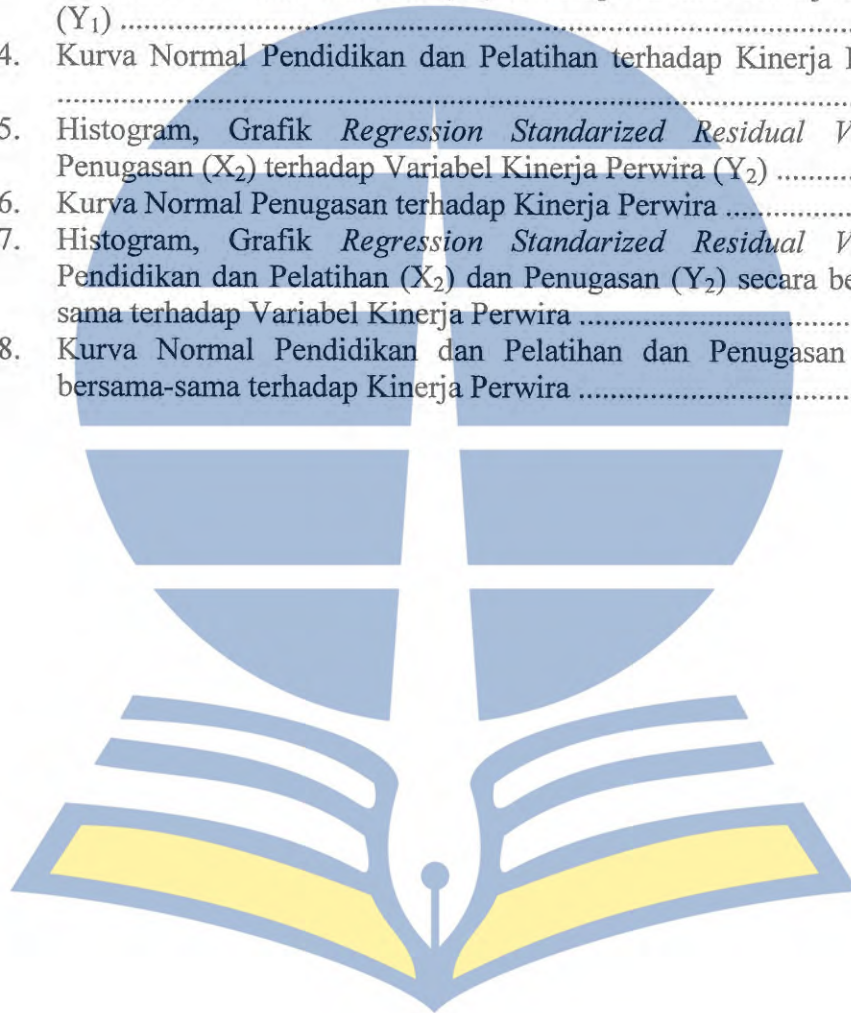 (Y₁) ....................................................................................
4. Kurva Normal Pendidikan dan Pelatihan terhadap Kinerja
....................................................................................
5. Histogram, Grafik Regression Standarized Residual
Penugasan (X₂) terhadap Variabel Kinerja Perwira (Y₂) ............
6. Kurva Normal Penugasan terhadap Kinerja Perwira ...................
7. Histogram, Grafik Regression Standarized Residual
Pendidikan dan Pelatihan (X₂) dan Penugasan (Y₂) secara be
sama terhadap Variabel Kinerja Perwira ...................................
8. Kurva Normal Pendidikan dan Pelatihan dan Penugasan
bersama-sama terhadap Kinerja Perwira ...................................